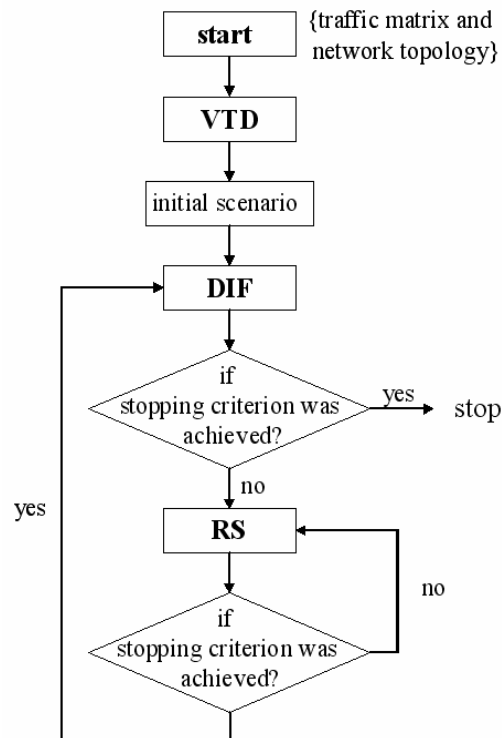 start
{traffic matrix and
network topology}
VTD
initial scenario
DIF
if
stopping criterion was
achieved?
yes
stop
no
yes
RS
no
if
stopping criterion was
achieved?